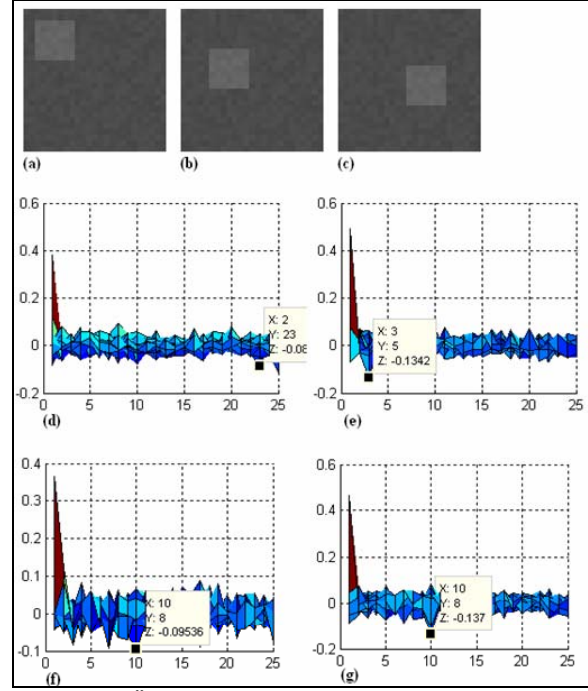 (a) (b) (c)
0.6 0.6
0.4 0.4
0.2 0.2
0 0
-0.2 -0.2
X: 2
Y: 23
Z: -0.08
X: 3
Y: 5
Z: -0.1342
0 5 10 15 20 25
0 5 10 15 20 25
(d) (e)
0.4 0.6
0.3
0.4
0.2
0.2
0.1
0 0
-0.1 -0.2
X: 10
Y: 8
Z: -0.09536
X: 10
Y: 8
Z: -0.137
0 5 10 15 20 25
0 5 10 15 20 25
(f) (g)